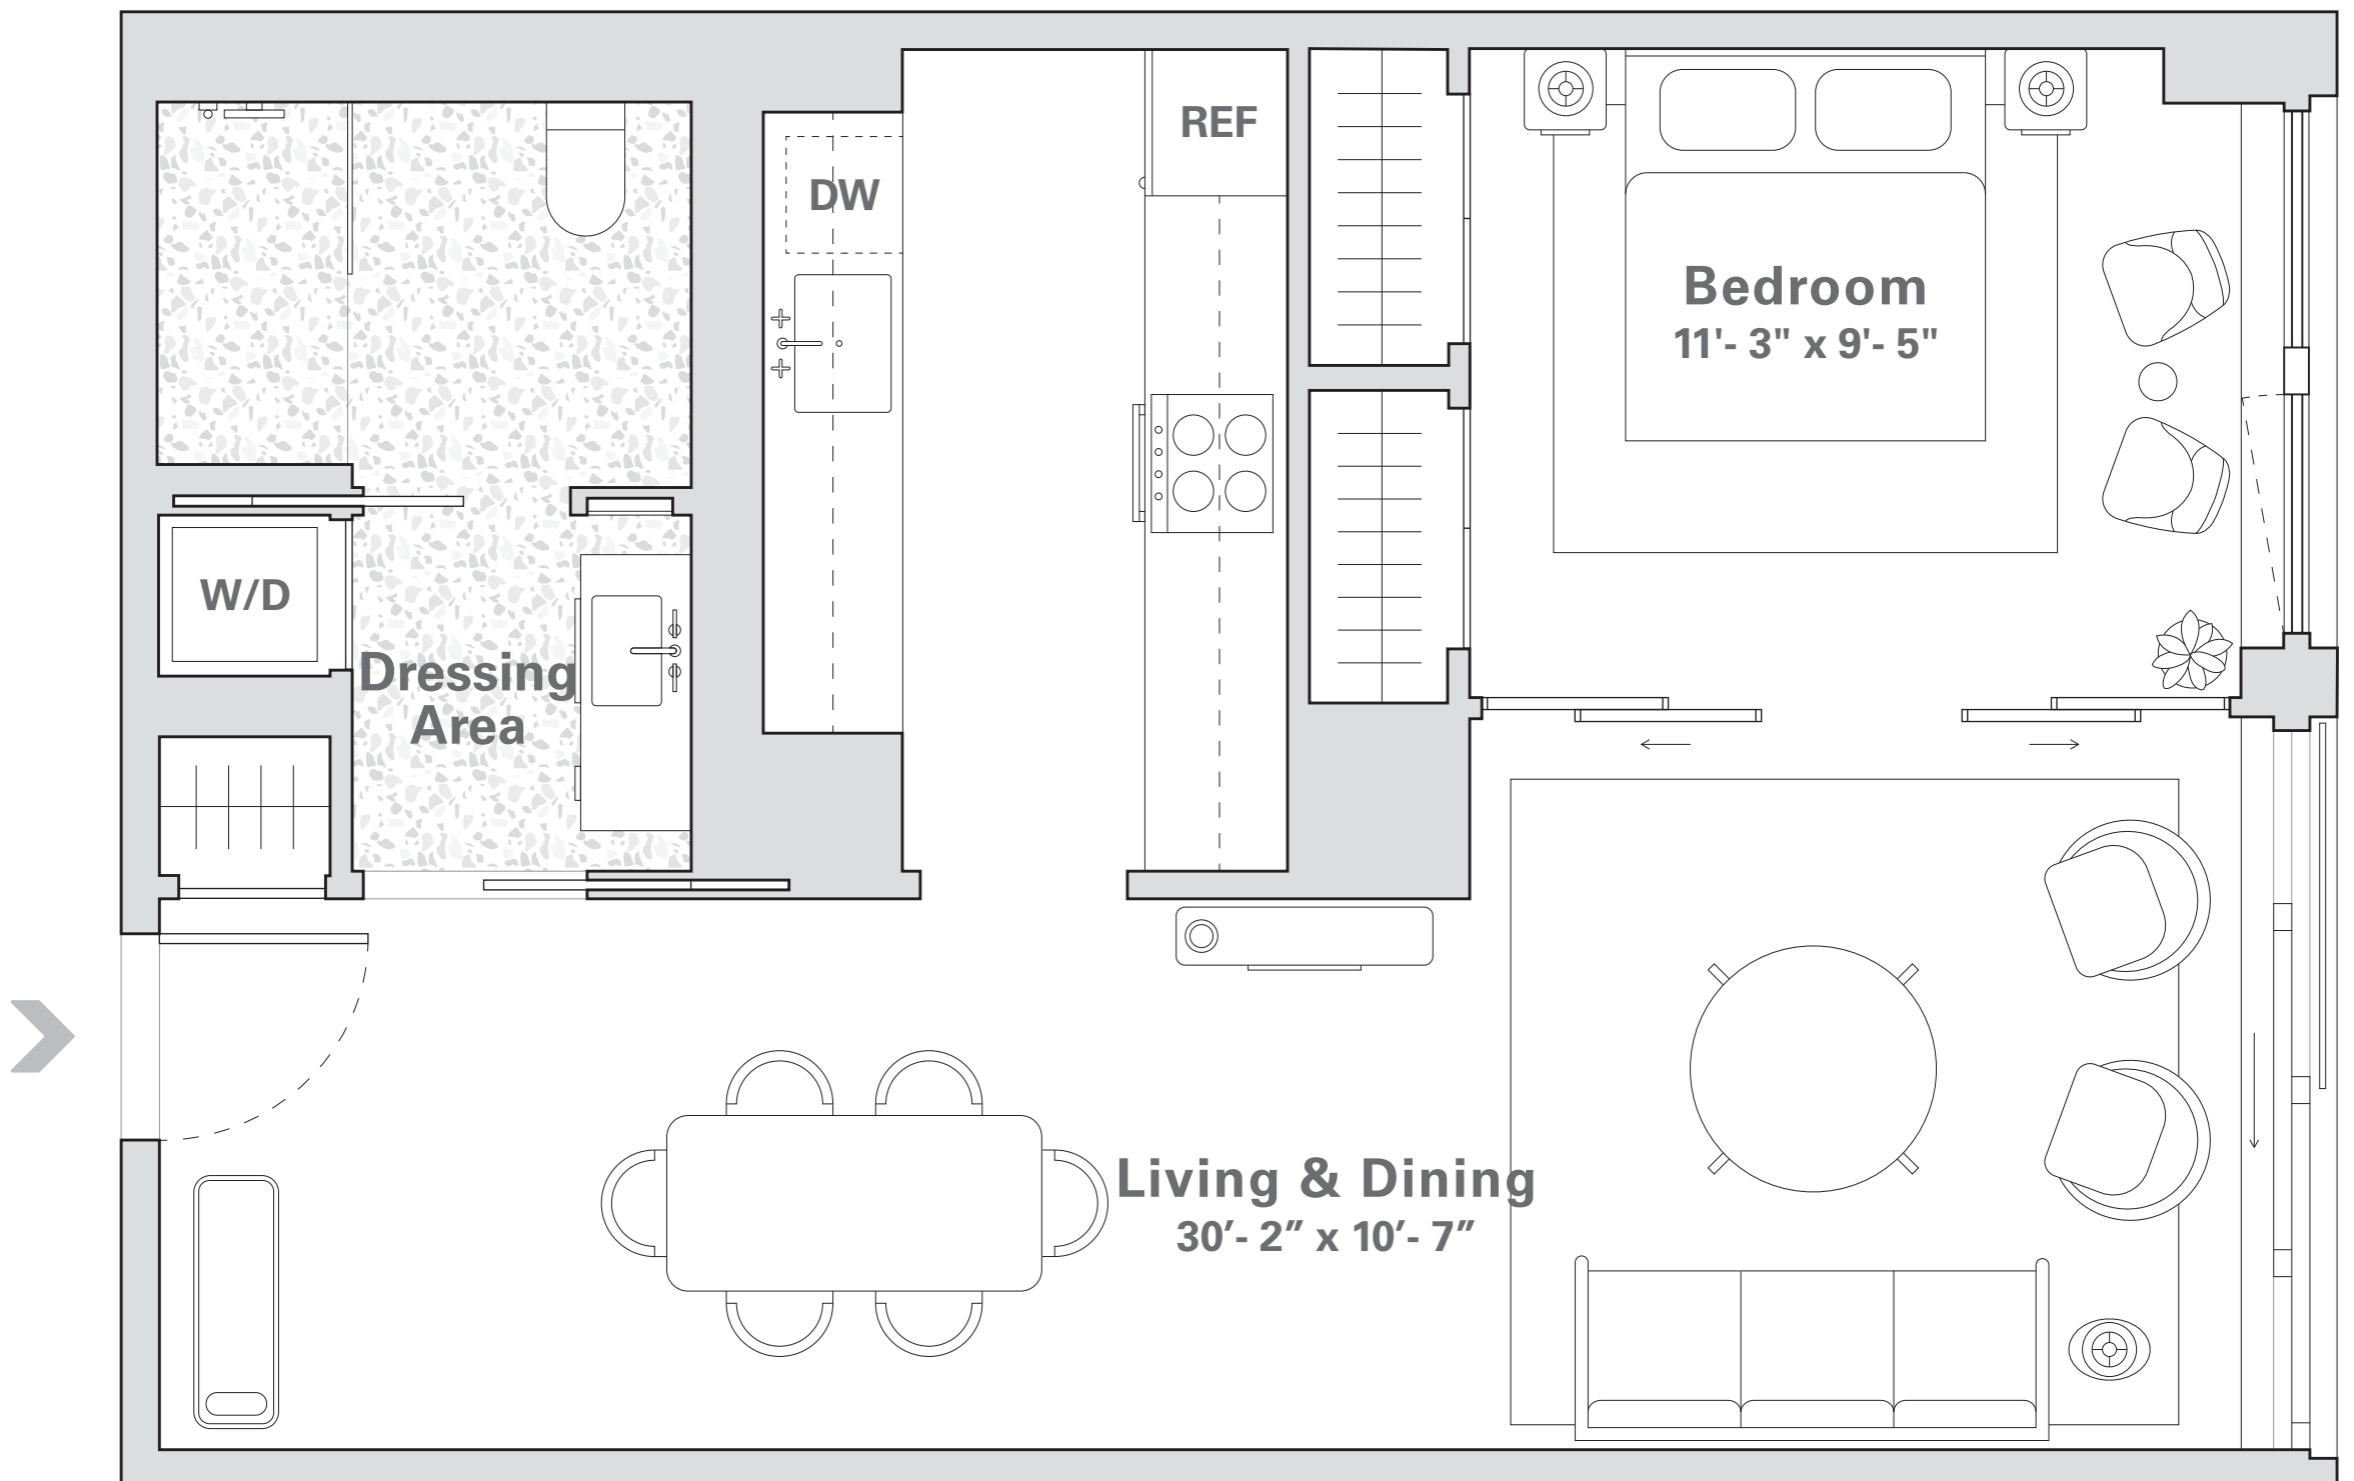 REF
DW
Bedroom
11'- 3" x 9'- 5"
W/D
Dressing
Area
Living & Dining
30′- 2″ x 10′- 7″